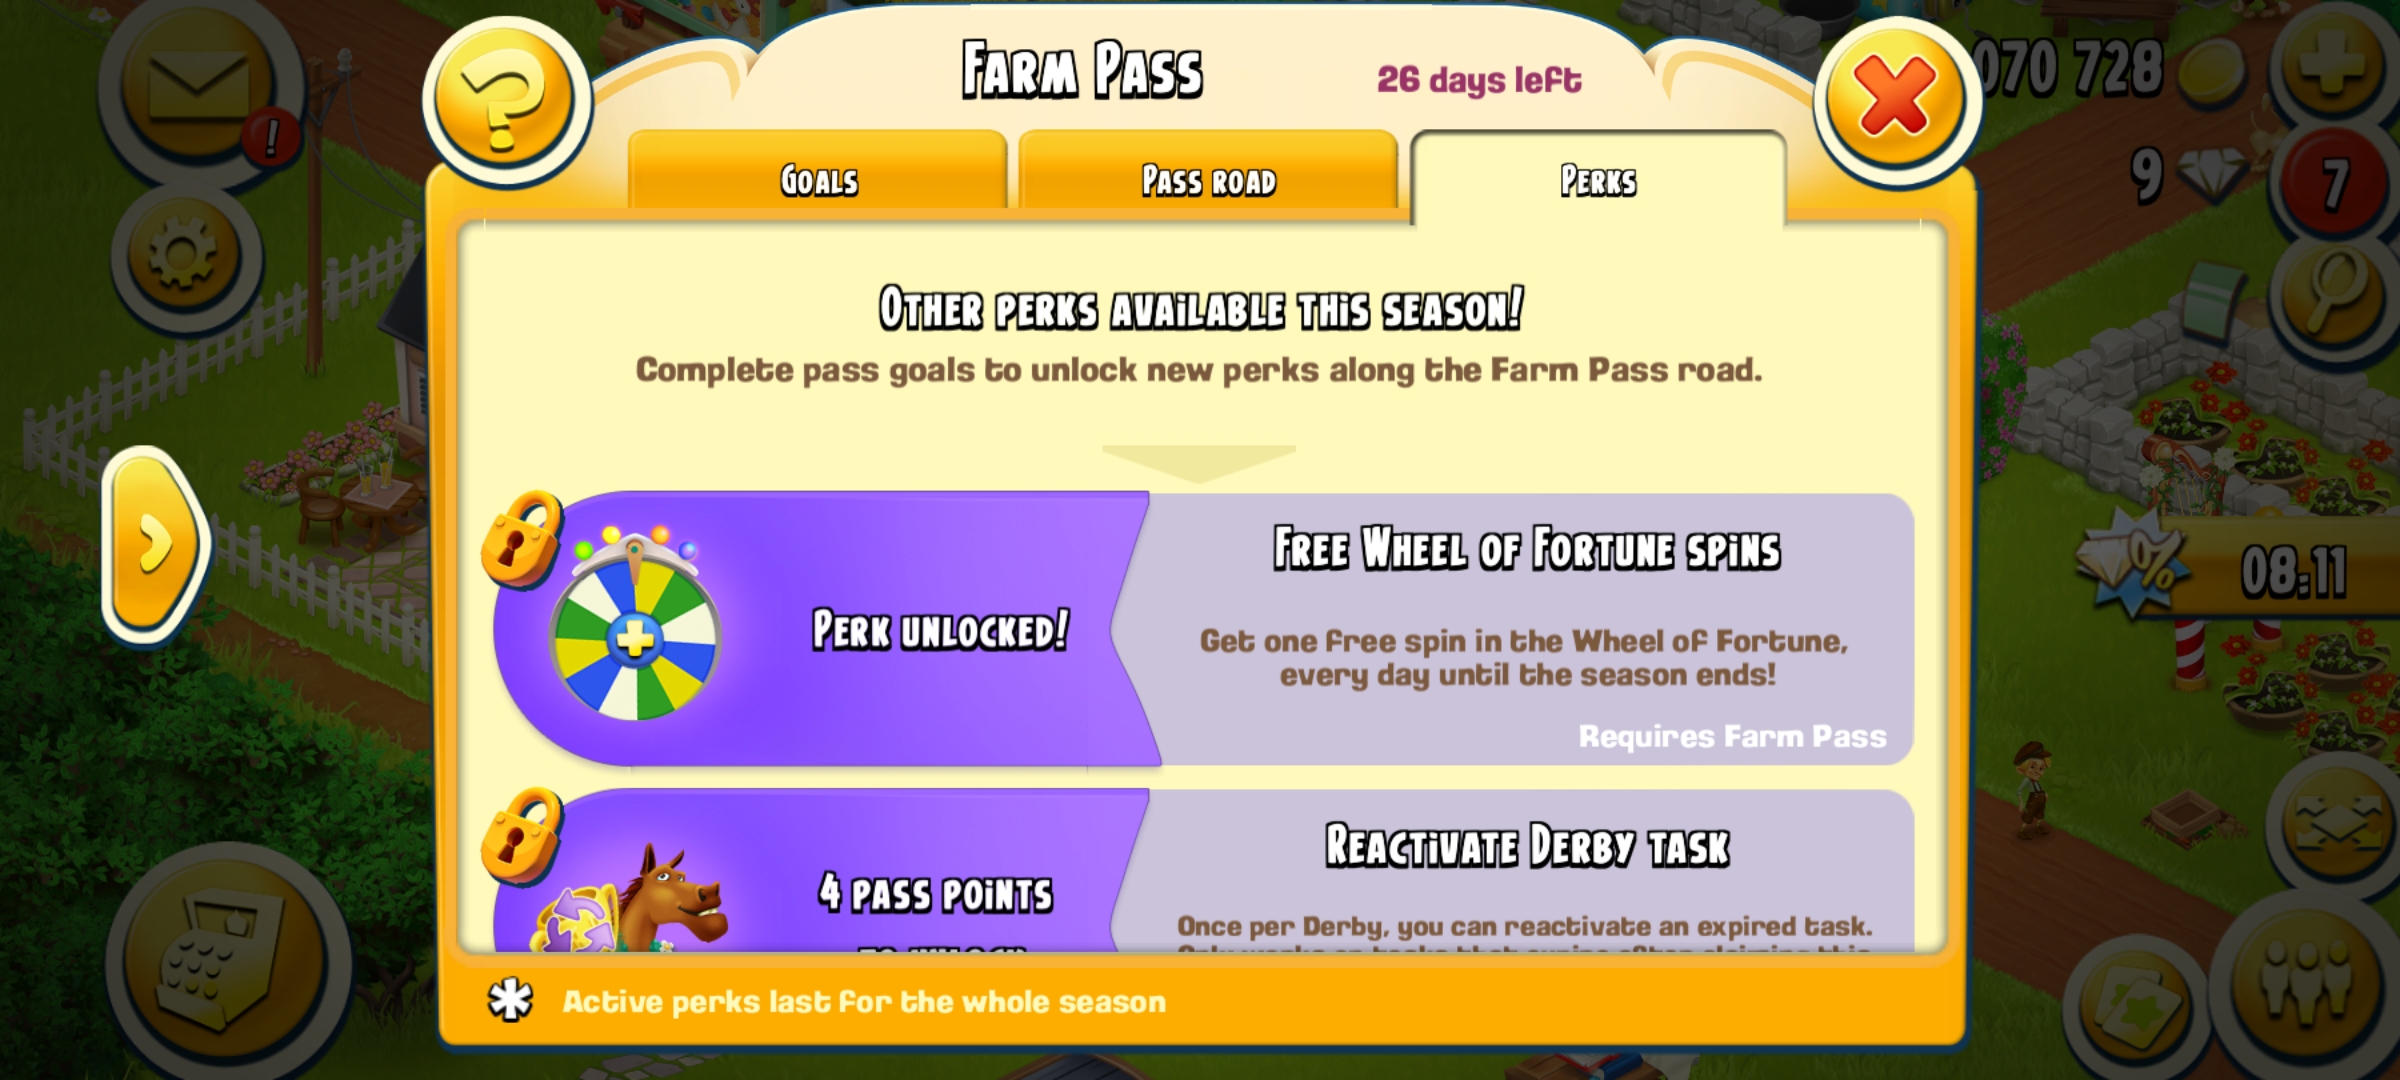 Farm Pass
26 days left
070 728
9
7
!
Goals
Pass road
Perks
Other perks available this season!
Complete pass goals to unlock new perks along the Farm Pass road.
Perk unlocked!
Free Wheel of Fortune spins
Get one free spin in the Wheel of Fortune,
every day until the season ends!
Requires Farm Pass
%
08:11
4 pass points
Reactivate Derby task
Once per Derby, you can reactivate an expired task.
Active perks last for the whole season